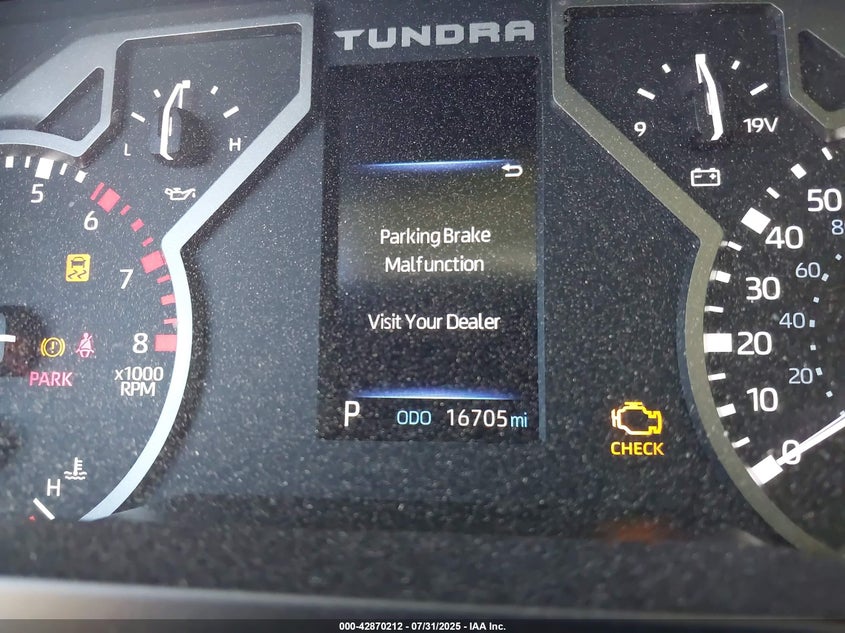 TUNDRA
L
H
9
19V
5
6
7
8
x1000
RPM
PARK
H
Parking Brake
Malfunction
Visit Your Dealer
P ODO 16705 mi
CHECK
50
40
30
20
10
0
8
60
40
20
000-42870212 - 07/31/2025 - IAA Inc.